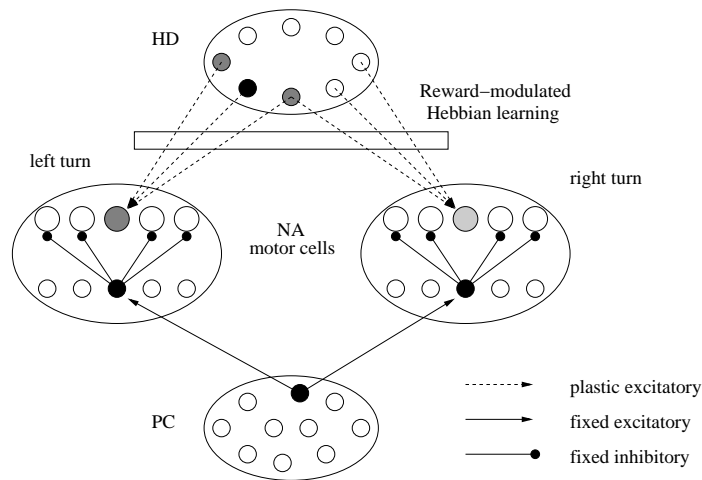 HD
Reward−modulated
Hebbian learning
left turn
right turn
NA
motor cells
PC
plastic excitatory
fixed excitatory
fixed inhibitory